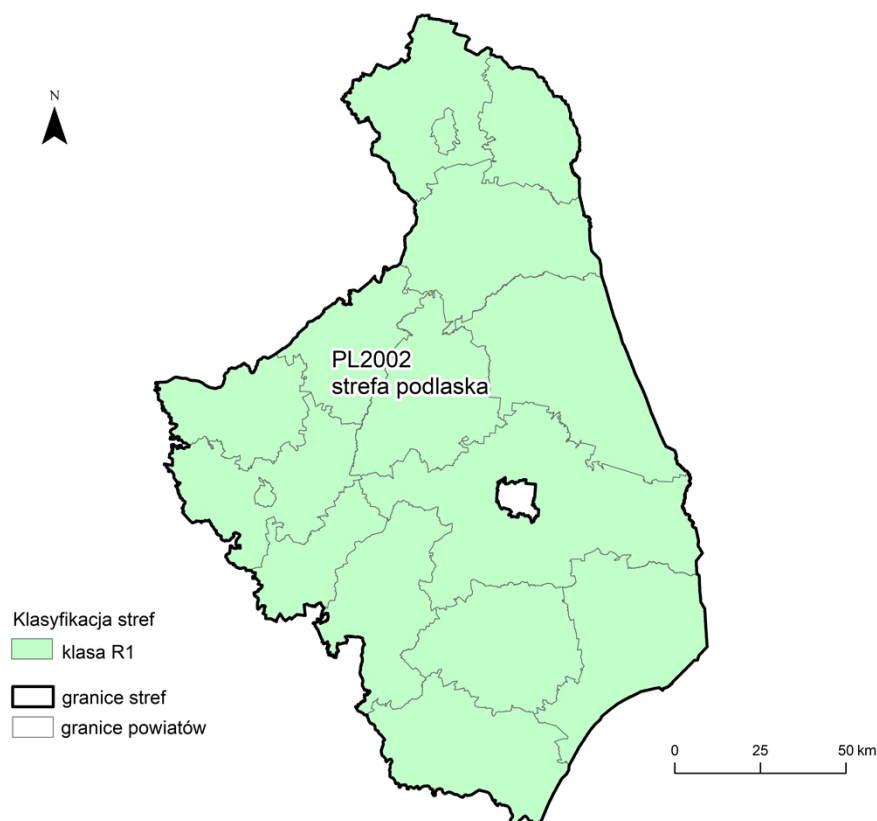 N
PL2002
strefa podlaska
Klasyfikacja stref
klasa R1
granice stref
granice powiatów
0 25 50 km